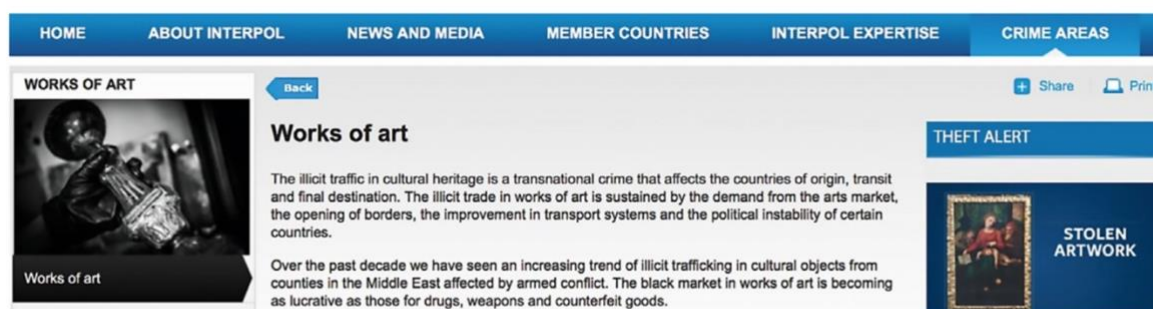 HOME ABOUT INTERPOL NEWS AND MEDIA MEMBER COUNTRIES INTERPOL EXPERTISE CRIME AREAS
WORKS OF ART
Back
Share Print
Works of art
THEFT ALERT
The illicit traffic in cultural heritage is a transnational crime that affects the countries of origin, transit
and final destination. The illicit trade in works of art is sustained by the demand from the arts market,
the opening of borders, the improvement in transport systems and the political instability of certain
countries.
STOLEN
ARTWORK
Works of art
Over the past decade we have seen an increasing trend of illicit trafficking in cultural objects from
counties in the Middle East affected by armed conflict. The black market in works of art is becoming
as lucrative as those for drugs, weapons and counterfeit goods.